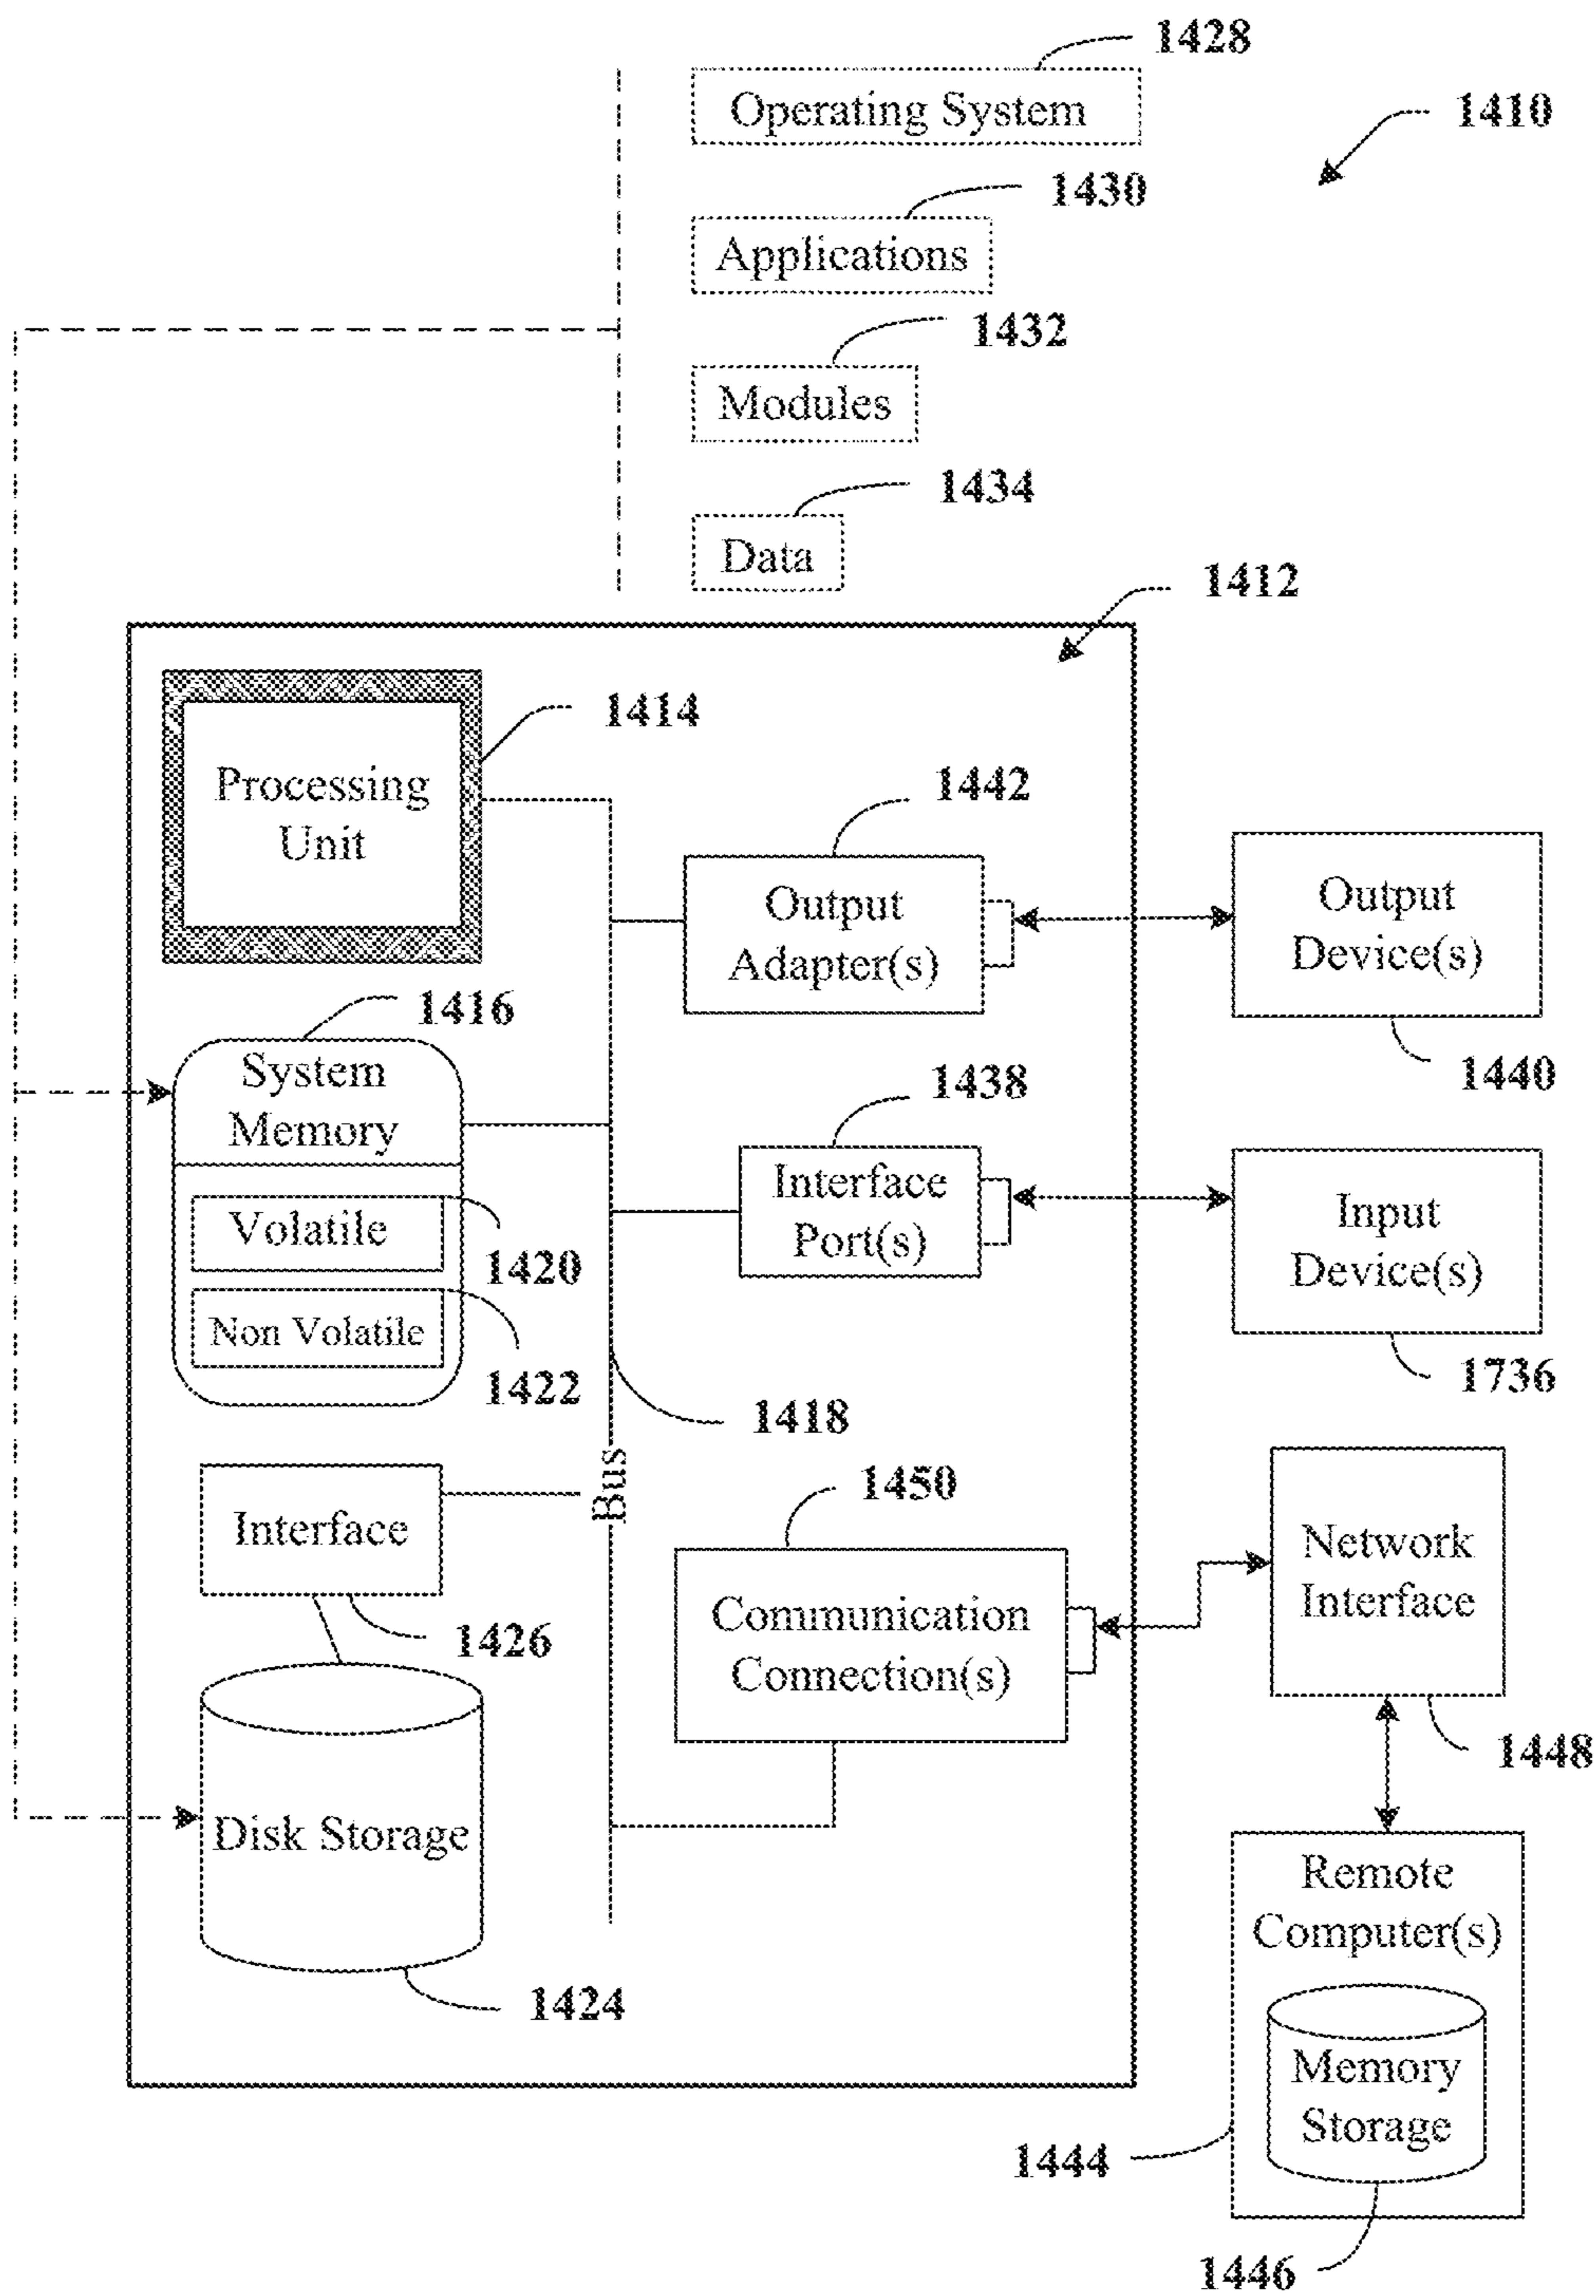 1428
Operating System
1410
1430
Applications
1432
Modules
1434
Data
1412
1414
Processing
Unit
1442
Output
Adapter(s)
Output
Device(s)
1440
1416
System
Memory
1438
Interface
Port(s)
Input
Device(s)
1736
Volatile
1420
Non Volatile
1422
1418
Bus
1450
Interface
1426
Communication
Connection(s)
Network
Interface
1448
Disk Storage
1424
Remote
Computer(s)
Memory
Storage
1444
1446